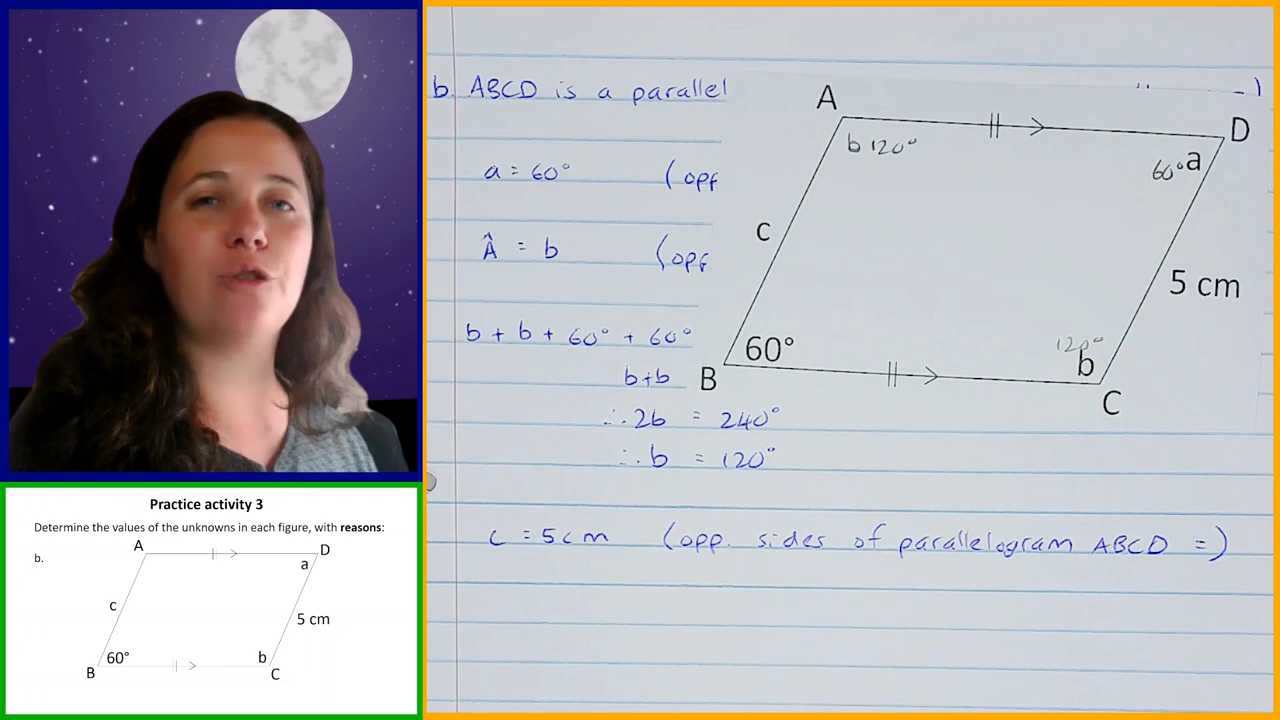 b. ABCD is a parallel
a = 60° (opp
Â = b (opp
b + b + 60° + 60°
b+b
∴ 2b = 240°
∴ b = 120°
c = 5cm (opp. sides of parallelogram ABCD =)
A
D
b 120°
60° a
c
5 cm
120°
60°
b
B
C
Practice activity 3
Determine the values of the unknowns in each figure, with reasons:
b.
A
D
a
c
5 cm
60°
b
B
C